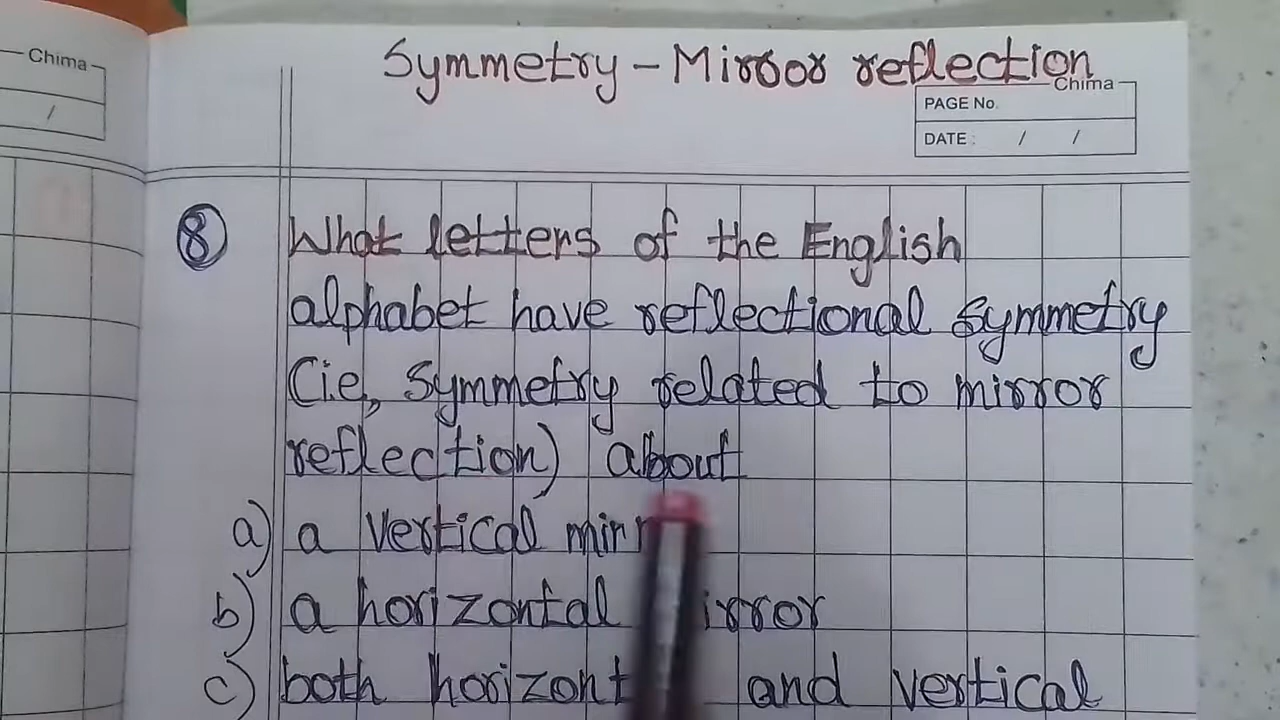 Chima
/
Symmetry - Mirror reflection
Chima
PAGE No.
DATE : / /
8 What letters of the English
alphabet have reflectional symmetry
(i.e, symmetry related to mirror
reflection) about
a) a vertical
b) a horizontal
c) both and vertical